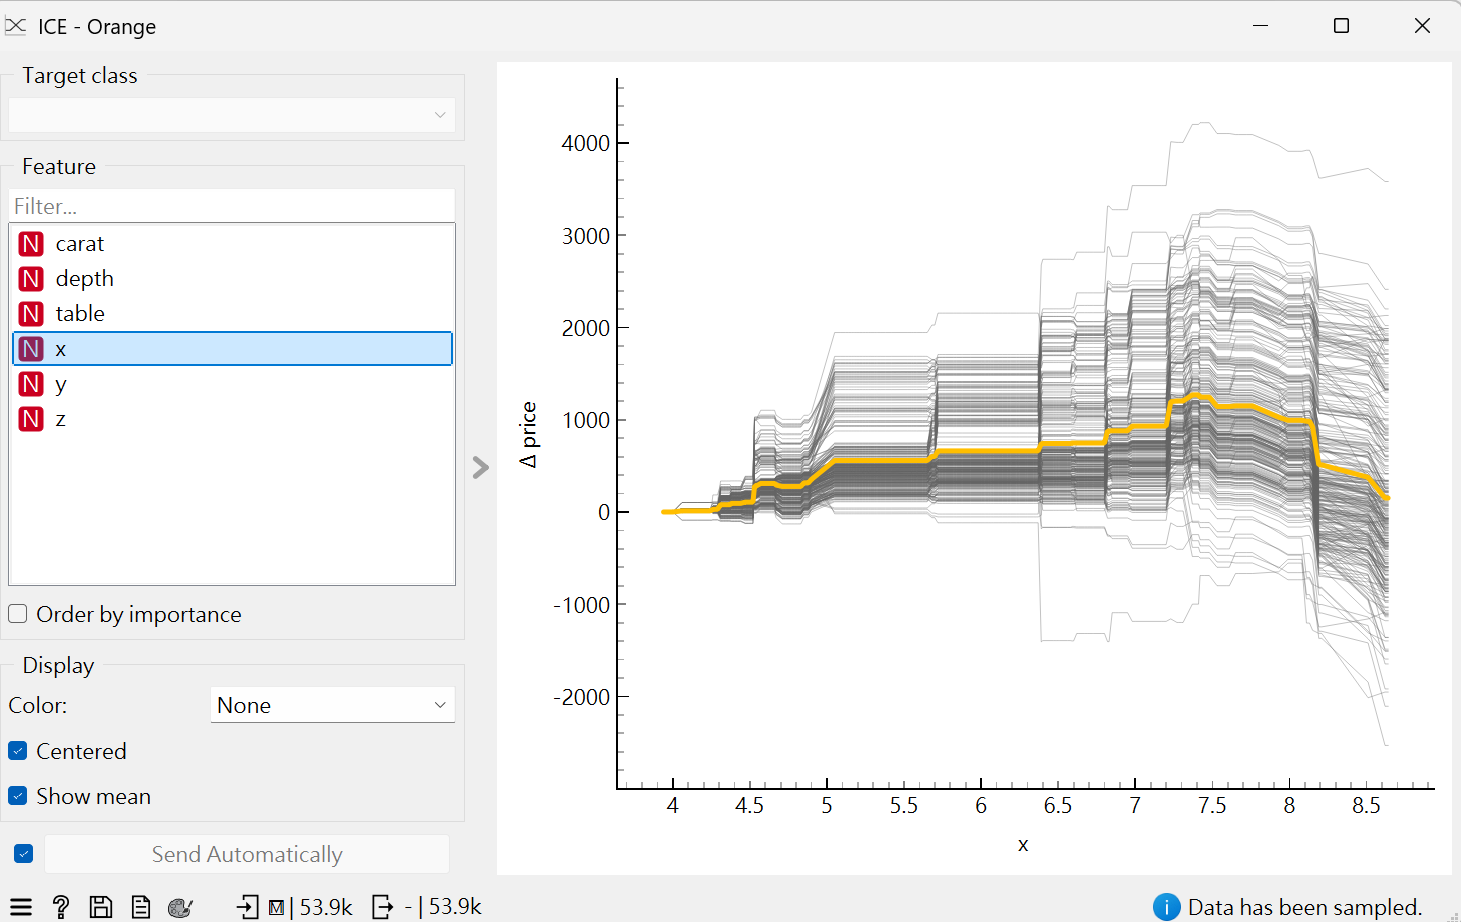 ICE - Orange
Target class
Feature
Filter...
N carat
N depth
N table
N x
N y
N z
Order by importance
Display
Color: None
Centered
Show mean
Send Automatically
M | 53.9k - | 53.9k
Δ price
4000
3000
2000
1000
0
-1000
-2000
4 4.5 5 5.5 6 6.5 7 7.5 8 8.5
x
i Data has been sampled.